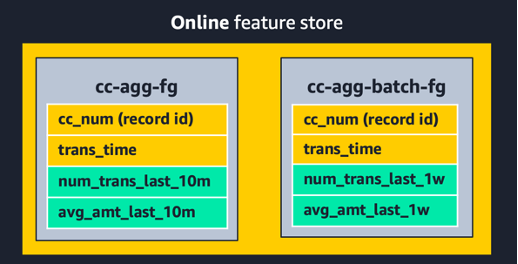 Online feature store
cc-agg-fg
cc_num (record id)
trans_time
num_trans_last_10m
avg_amt_last_10m
cc-agg-batch-fg
cc_num (record id)
trans_time
num_trans_last_1w
avg_amt_last_1w